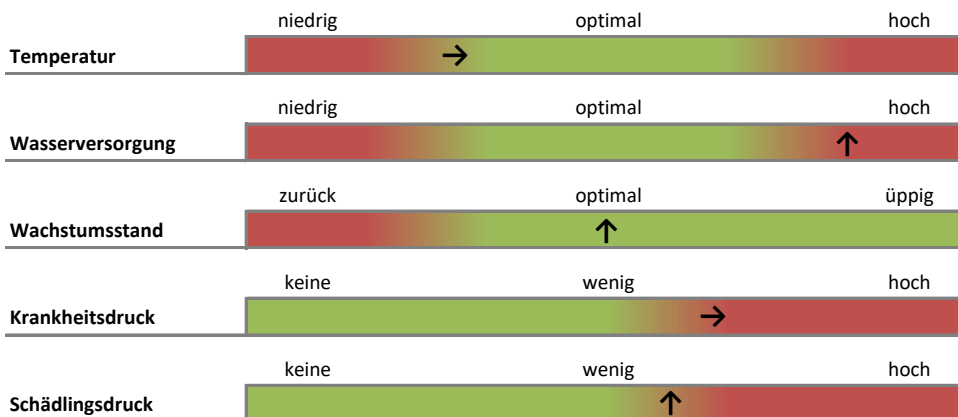 niedrig optimal hoch
Temperatur
niedrig optimal hoch
Wasserversorgung
zurück optimal üppig
Wachstumsstand
keine wenig hoch
Krankheitsdruck
keine wenig hoch
Schädlingsdruck